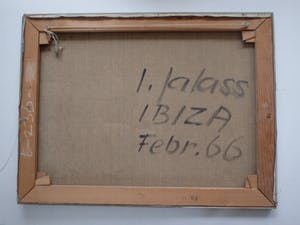 I. Jalass
IBIZA
Febr. 66